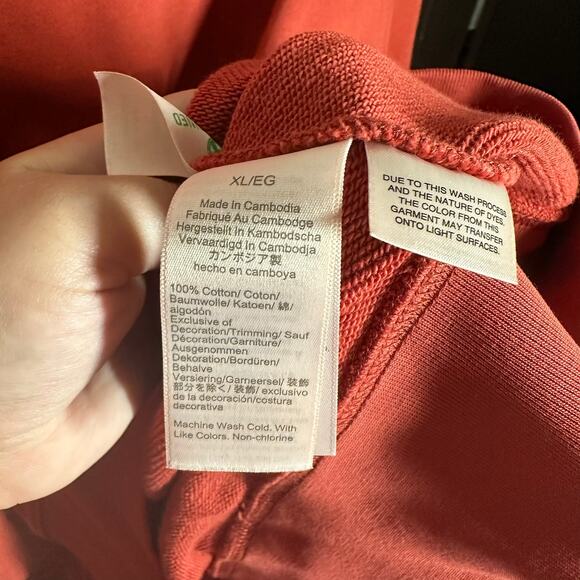 XL/EG
Made in Cambodia
Fabriqué Au Cambodge
Hergestellt in Kambodscha
Vervaardigd in Cambodja
カンボジア製
hecho en camboya
100% Cotton/ Coton/
Baumwolle/ Katoen/ 綿/
algodón
Exclusive of
Decoration/Trimming/ Sauf
Décoration/Garniture/
Ausgenommen
Dekoration/Bordüren/
Behalve
Versiering/Garneersel/ 装飾
部分を除く/ 装飾/ exclusivo
de la decoración/costura
decorativa
Machine Wash Cold, With
Like Colors. Non-chlorine
DUE TO THIS WASH PROCESS
AND THE NATURE OF DYES,
THE COLOR FROM THIS
GARMENT MAY TRANSFER
ONTO LIGHT SURFACES.